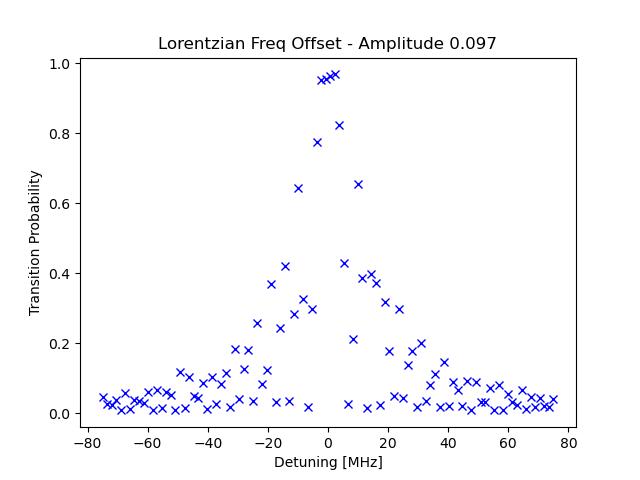 Lorentzian Freq Offset - Amplitude 0.097
Transition Probability
1.0
0.8
0.6
0.4
0.2
0.0
−80 −60 −40 −20 0 20 40 60 80
Detuning [MHz]